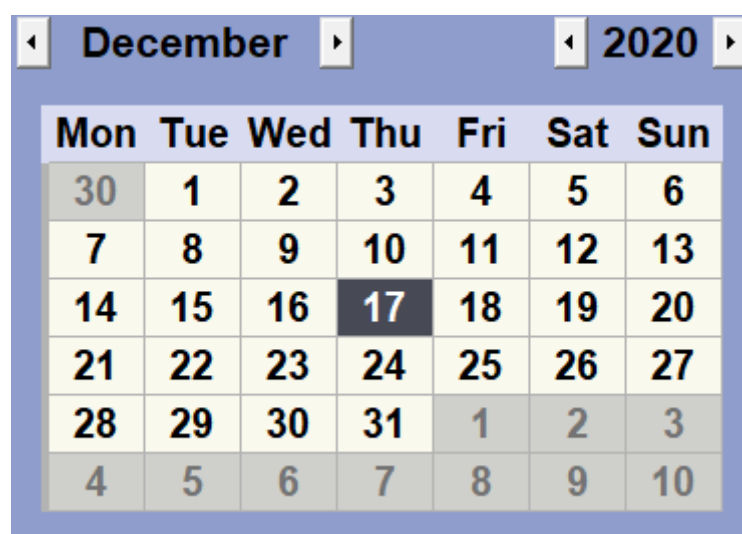 December 2020
Mon Tue Wed Thu Fri Sat Sun
30 1 2 3 4 5 6
7 8 9 10 11 12 13
14 15 16 17 18 19 20
21 22 23 24 25 26 27
28 29 30 31 1 2 3
4 5 6 7 8 9 10